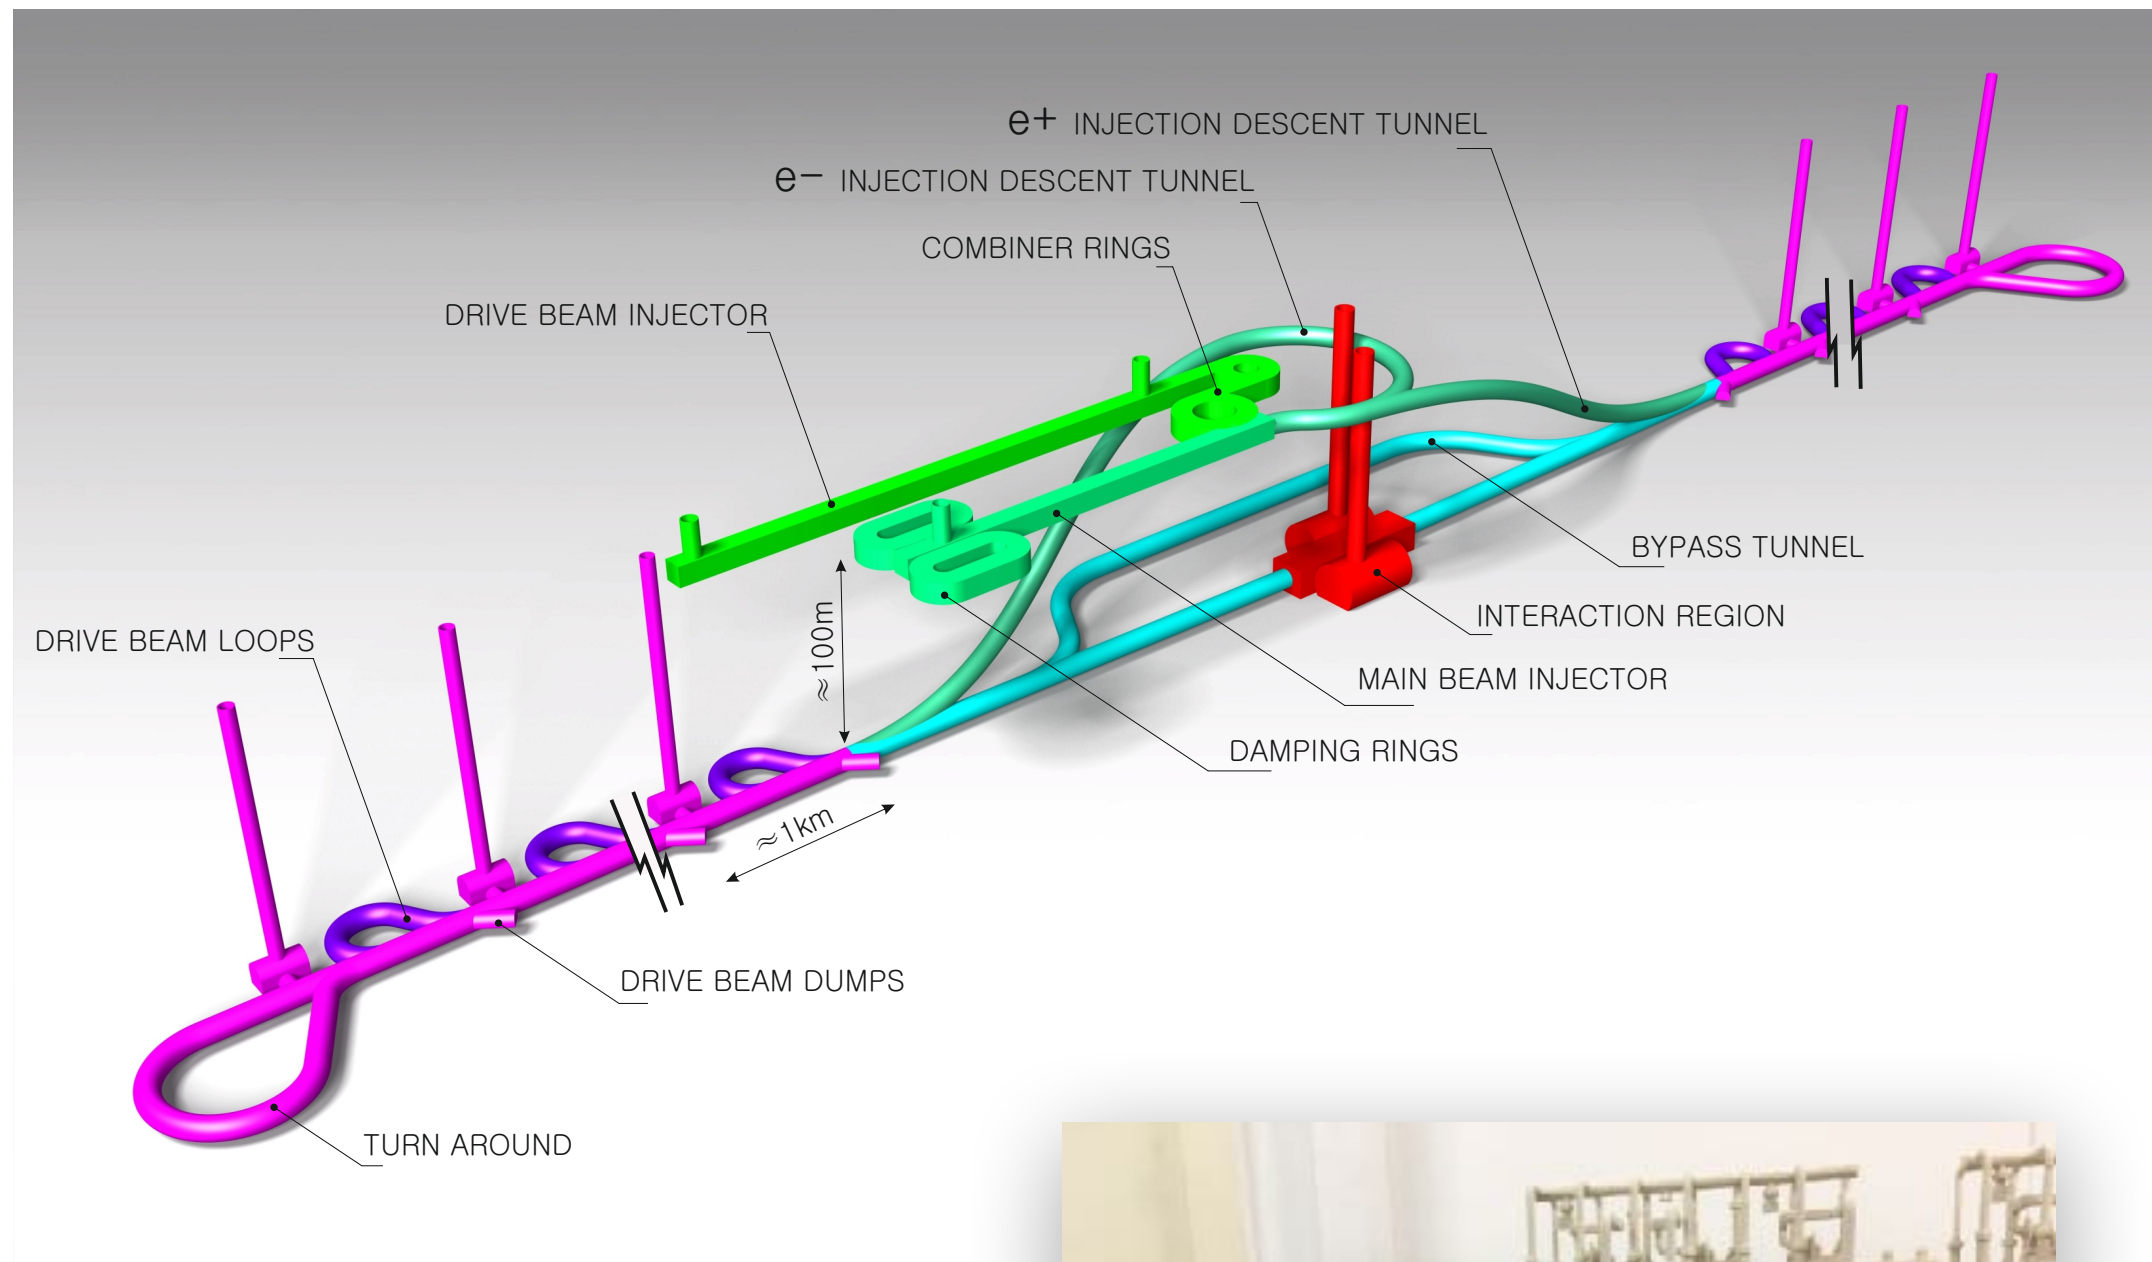 e+ INJECTION DESCENT TUNNEL
e− INJECTION DESCENT TUNNEL
COMBINER RINGS
DRIVE BEAM INJECTOR
BYPASS TUNNEL
INTERACTION REGION
DRIVE BEAM LOOPS
≈100m
MAIN BEAM INJECTOR
DAMPING RINGS
≈1km
DRIVE BEAM DUMPS
TURN AROUND